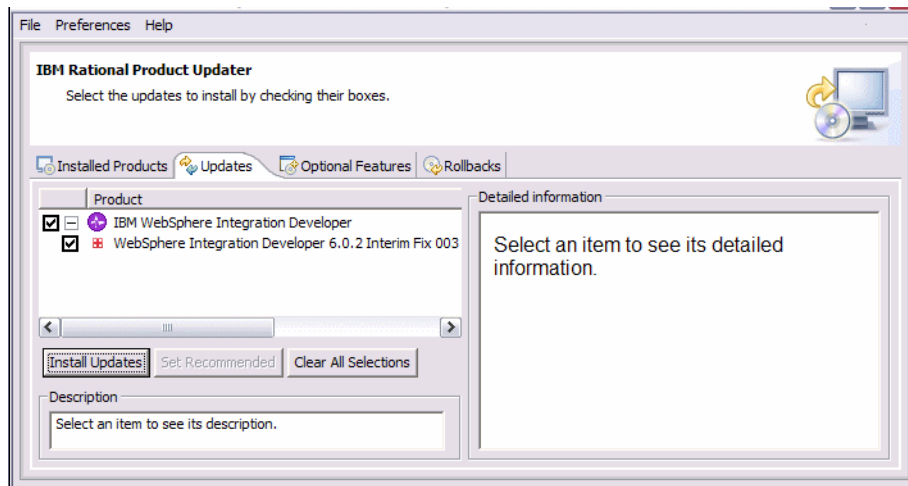 File Preferences Help
IBM Rational Product Updater
Select the updates to install by checking their boxes.
Installed Products Updates Optional Features Rollbacks
Product
IBM WebSphere Integration Developer
WebSphere Integration Developer 6.0.2 Interim Fix 003
Install Updates Set Recommended Clear All Selections
Description
Select an item to see its description.
Detailed information
Select an item to see its detailed
information.